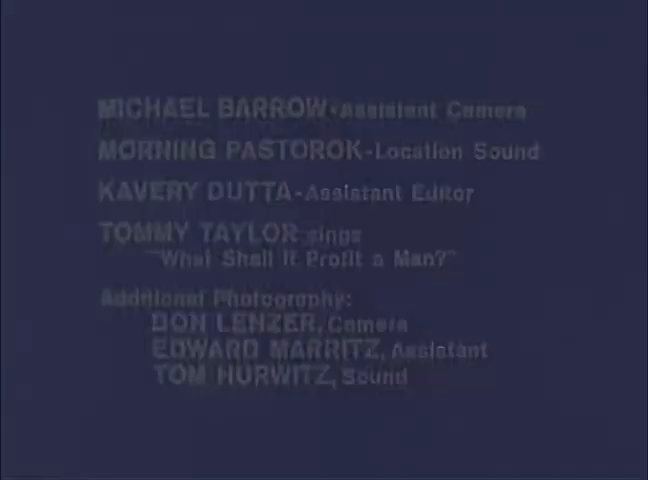 MICHAEL BARROW-Assistant Camera
MORNING PASTOROK-Location Sound
KAVERY DUTTA-Assistant Editor
TOMMY TAYLOR sings
"What Shall It Profit a Man?"
Additional Photography:
DON LENZER, Camera
EDWARD MARRITZ, Assistant
TOM HURWITZ, Sound